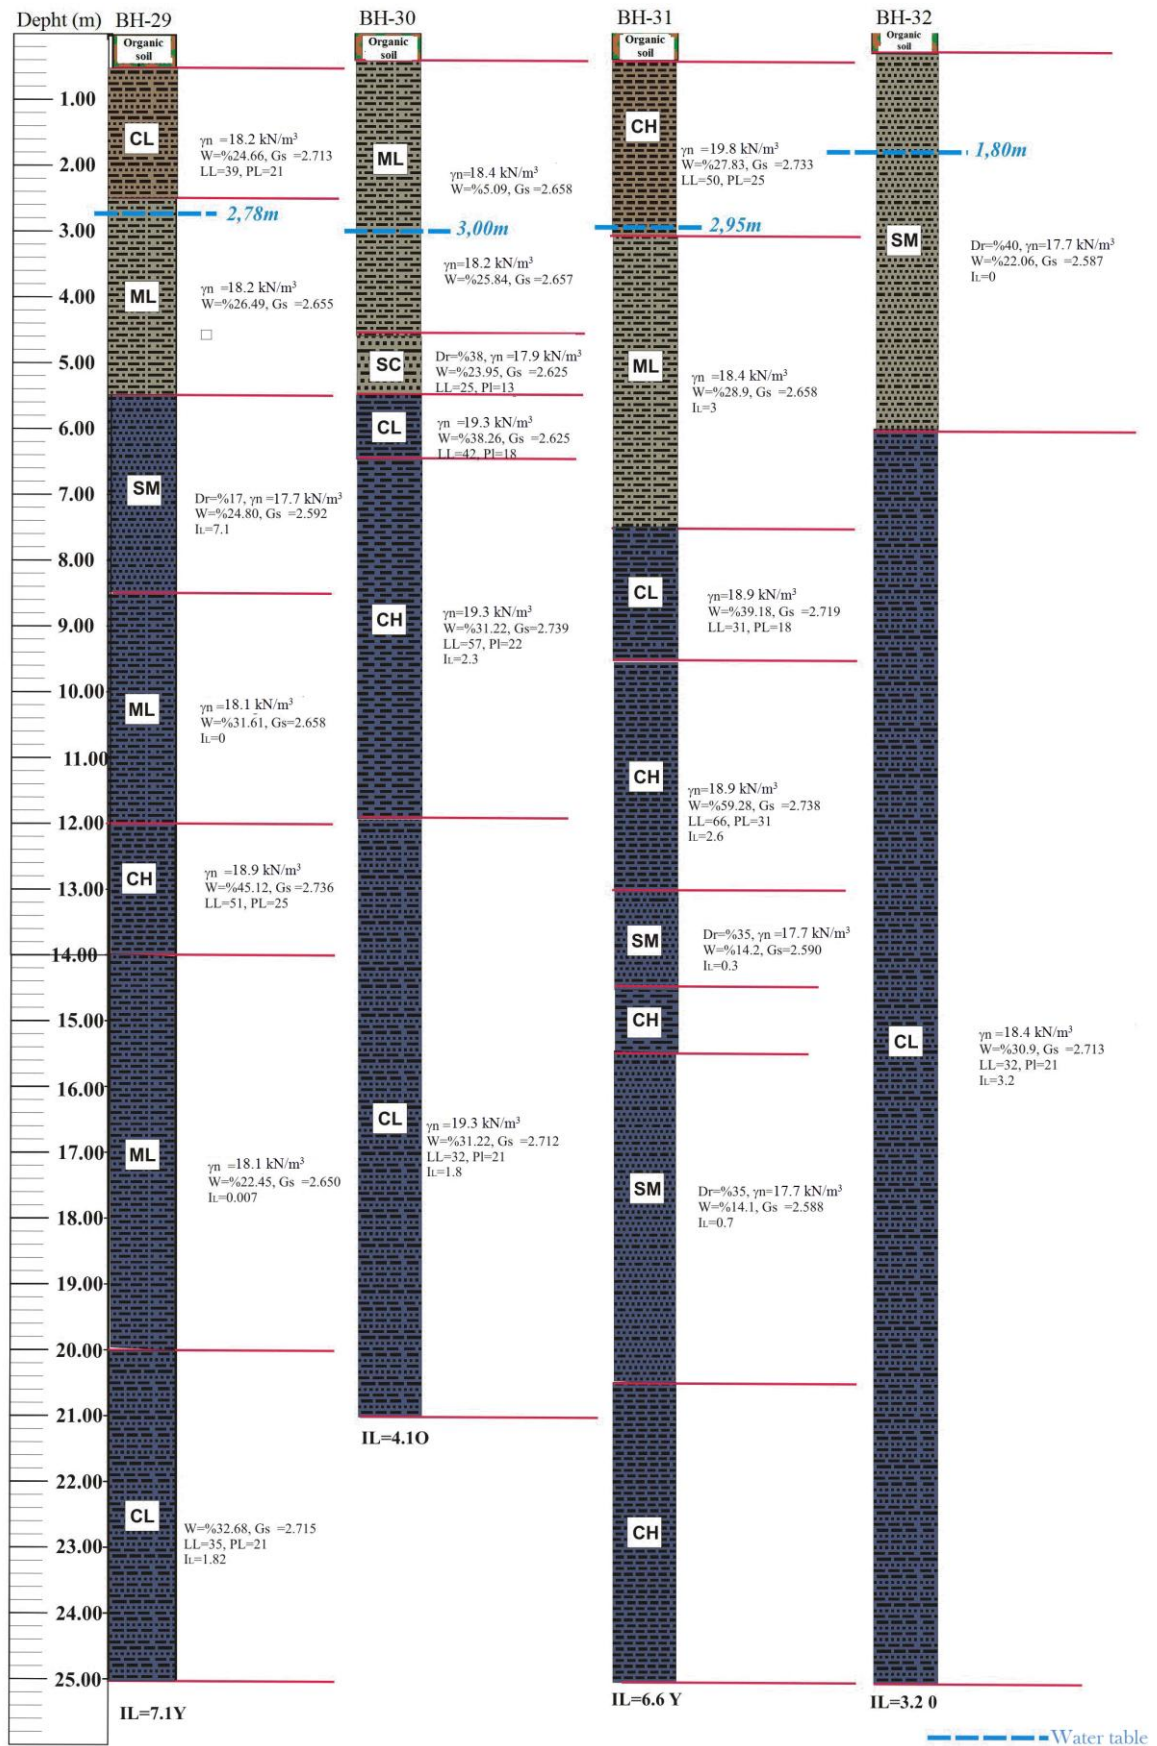 Depht (m) BH-29 BH-30 BH-31 BH-32
Organic
soil
Organic
soil
Organic
soil
Organic
soil
1.00
2.00
3.00
4.00
5.00
6.00
7.00
8.00
9.00
10.00
11.00
12.00
13.00
14.00
15.00
16.00
17.00
18.00
19.00
20.00
21.00
22.00
23.00
24.00
25.00
CL
γn =18.2 kN/m³
W=%24.66, Gs =2.713
LL=39, PL=21
2,78m
ML
γn =18.2 kN/m³
W=%26.49, Gs =2.655
SM
Dr=%17, γn =17.7 kN/m³
W=%24.80, Gs =2.592
IL=7.1
ML
γn =18.1 kN/m³
W=%31.61, Gs=2.658
IL=0
CH
γn =18.9 kN/m³
W=%45.12, Gs =2.736
LL=51, PL=25
ML
γn =18.1 kN/m³
W=%22.45, Gs =2.650
IL=0.007
CL
W=%32.68, Gs =2.715
LL=35, PL=21
IL=1.82
IL=7.1Y
ML
γn=18.4 kN/m³
W=%5.09, Gs =2.658
3,00m
γn=18.2 kN/m³
W=%25.84, Gs =2.657
SC
Dr=%38, γn =17.9 kN/m³
W=%23.95, Gs =2.625
LL=25, Pl=13
CL
γn =19.3 kN/m³
W=%38.26, Gs =2.625
LL=42, Pl=18
CH
γn=19.3 kN/m³
W=%31.22, Gs=2.739
LL=57, Pl=22
IL=2.3
CL
γn =19.3 kN/m³
W=%31.22, Gs =2.712
LL=32, Pl=21
IL=1.8
IL=4.1O
CH
γn =19.8 kN/m³
W=%27.83, Gs =2.733
LL=50, PL=25
2,95m
ML
γn =18.4 kN/m³
W=%28.9, Gs =2.658
IL=3
CL
γn=18.9 kN/m³
W=%39.18, Gs =2.719
LL=31, PL=18
CH
γn =18.9 kN/m³
W=%59.28, Gs =2.738
LL=66, PL=31
IL=2.6
SM
Dr=%35, γn =17.7 kN/m³
W=%14.2, Gs =2.590
IL=0.3
CH
SM
Dr=%35, γn=17.7 kN/m³
W=%14.1, Gs =2.588
IL=0.7
CH
IL=6.6 Y
1,80m
SM
Dr=%40, γn=17.7 kN/m³
W=%22.06, Gs =2.587
IL=0
CL
γn =18.4 kN/m³
W=%30.9, Gs =2.713
LL=32, Pl=21
IL=3.2
IL=3.2 0
Water table